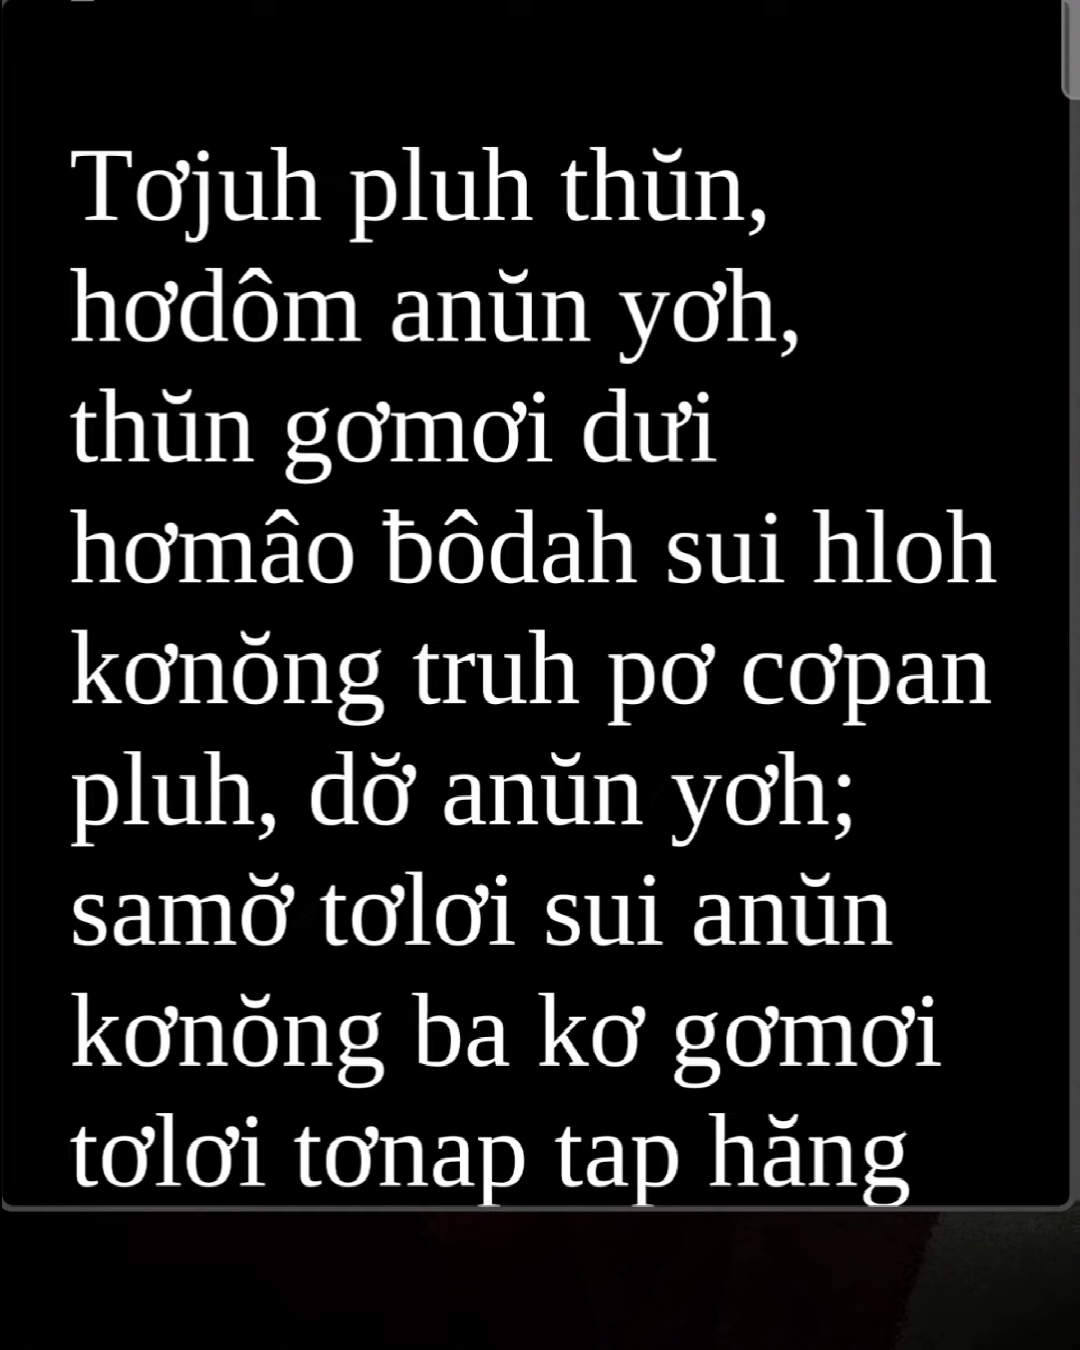 Tơjuh pluh thŭn,
hơdôm anŭn yơh,
thŭn gơmơi dưi
hơmâo ƀôdah sui hloh
kơnŏng truh pơ cơpan
pluh, dơ̆ anŭn yơh;
samơ̆ tơlơi sui anŭn
kơnŏng ba kơ gơmơi
tơlơi tơnap tap hăng